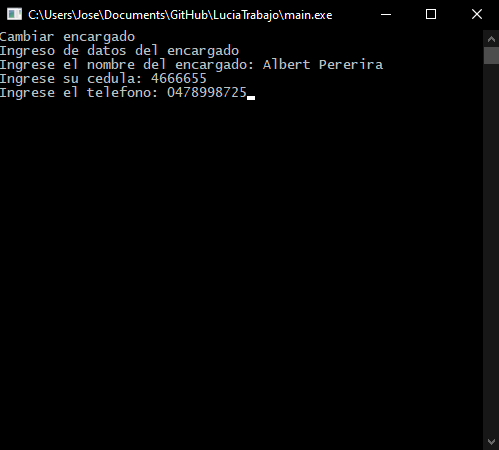 C:\Users\Jose\Documents\GitHub\LuciaTrabajo\main.exe
Cambiar encargado
Ingreso de datos del encargado
Ingrese el nombre del encargado: Albert Pererira
Ingrese su cedula: 4666655
Ingrese el telefono: 0478998725